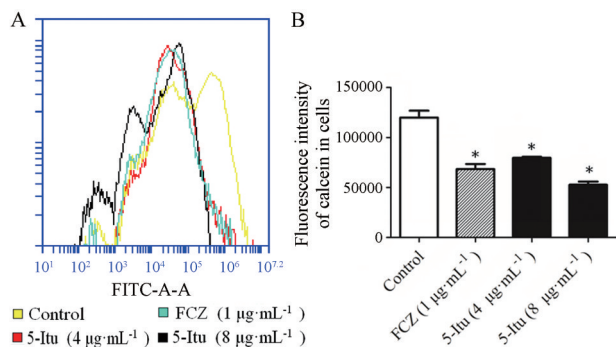 A
10¹ 10² 10³ 10⁴ 10⁵ 10⁶ 10⁷·²
FITC-A-A
Control
FCZ (1 μg·mL⁻¹)
5-Itu (4 μg·mL⁻¹)
5-Itu (8 μg·mL⁻¹)
B
Fluorescence intensity
of calcein in cells
150000
100000
50000
0
*
*
*
Control
FCZ (1 μg·mL⁻¹)
5-Itu (4 μg·mL⁻¹)
5-Itu (8 μg·mL⁻¹)